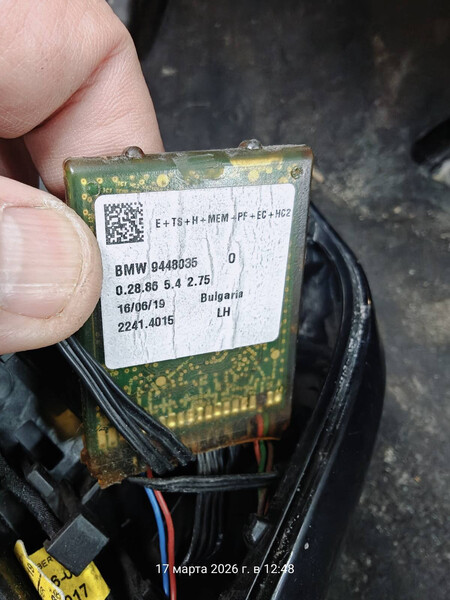 E+TS+H+MEM+PF+EC+HC2
BMW 9448035 0
0.28.86 5.4 2.75
16/06/19 Bulgaria
2241.4015 LH
017
17 марта 2026 г. в 12:48